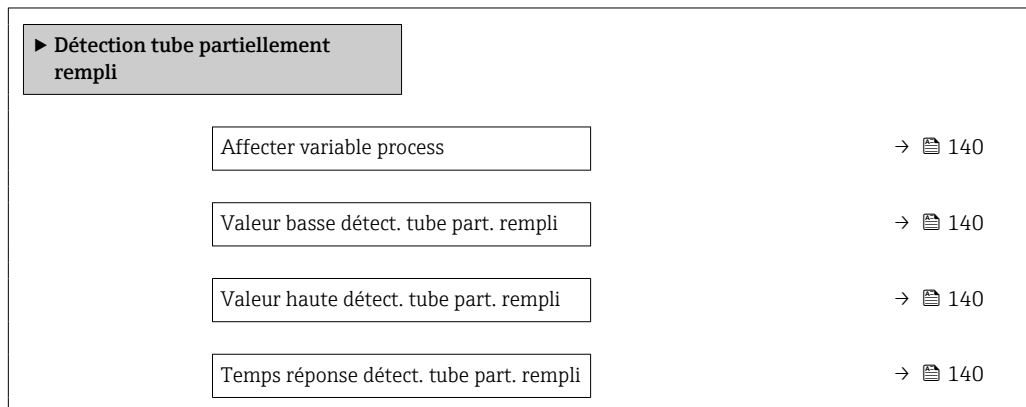 ► Détection tube partiellement
rempli
Affecter variable process → 140
Valeur basse détect. tube part. rempli → 140
Valeur haute détect. tube part. rempli → 140
Temps réponse détect. tube part. rempli → 140